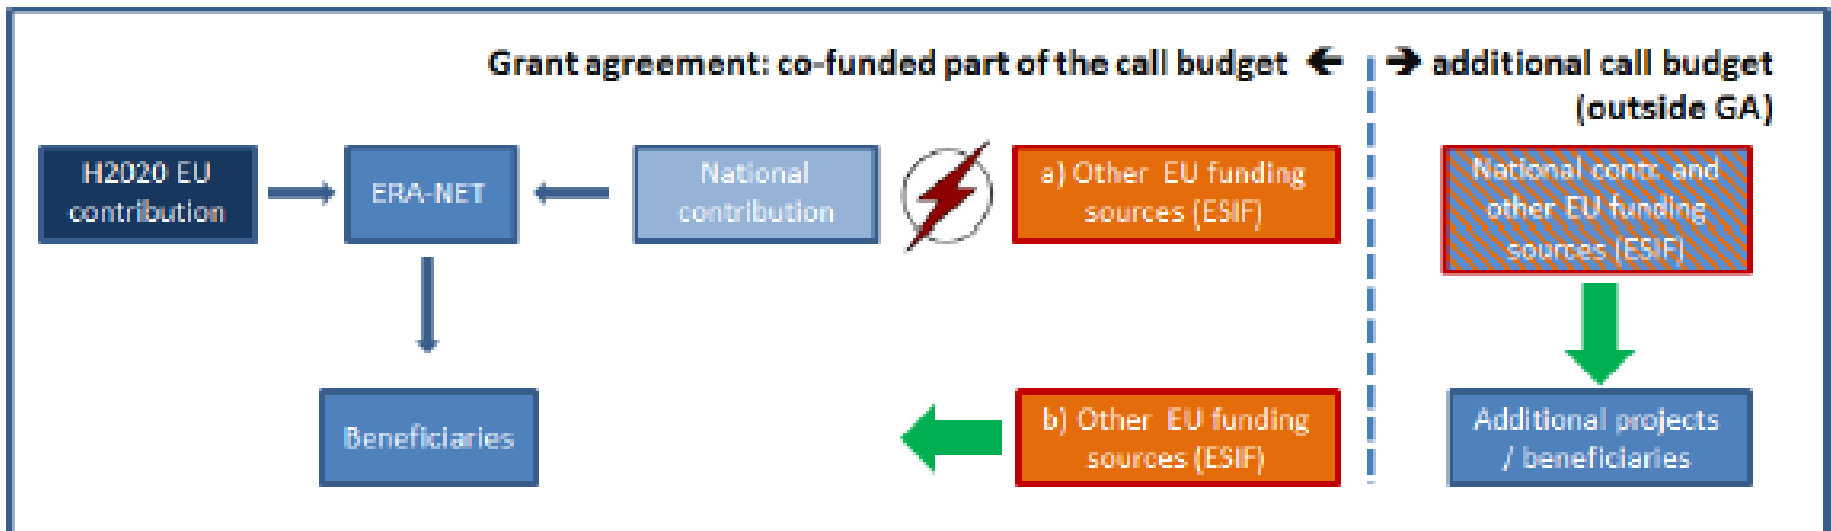 Grant agreement: co-funded part of the call budget ← → additional call budget
(outside GA)
H2020 EU
contribution
ERA-NET
National
contribution
a) Other EU funding
sources (ESIF)
National contr. and
other EU funding
sources (ESIF)
Beneficiaries
b) Other EU funding
sources (ESIF)
Additional projects
/ beneficiaries